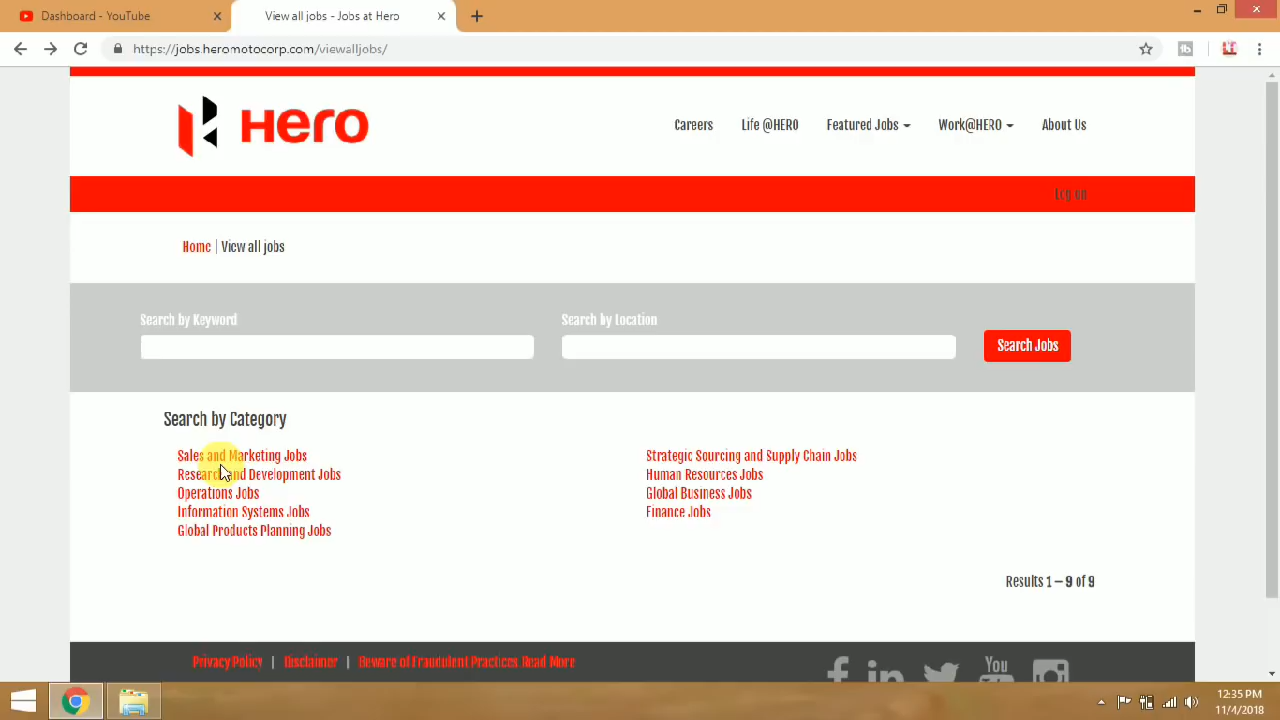 Dashboard - YouTube
View all jobs - Jobs at Hero
https://jobs.heromotocorp.com/viewalljobs/
Hero
Careers
Life @HERO
Featured Jobs
Work@HERO
About Us
Log on
Home | View all jobs
Search by Keyword
Search by Location
Search Jobs
Search by Category
Sales and Marketing Jobs
Research and Development Jobs
Operations Jobs
Information Systems Jobs
Global Products Planning Jobs
Strategic Sourcing and Supply Chain Jobs
Human Resources Jobs
Global Business Jobs
Finance Jobs
Results 1 – 9 of 9
Privacy Policy | Disclaimer | Beware of Fraudulent Practices. Read More
You
12:35 PM
11/4/2018